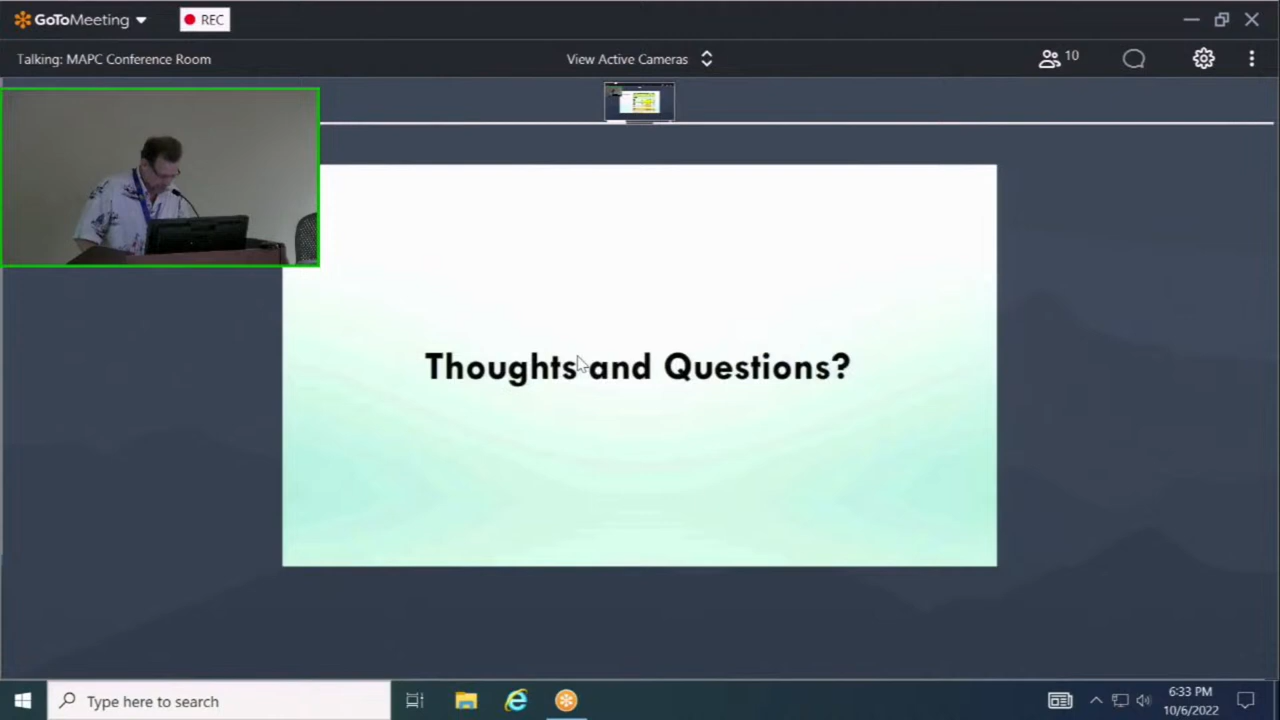 GoToMeeting
REC
Talking: MAPC Conference Room
View Active Cameras
10
Thoughts and Questions?
Type here to search
6:33 PM
10/6/2022